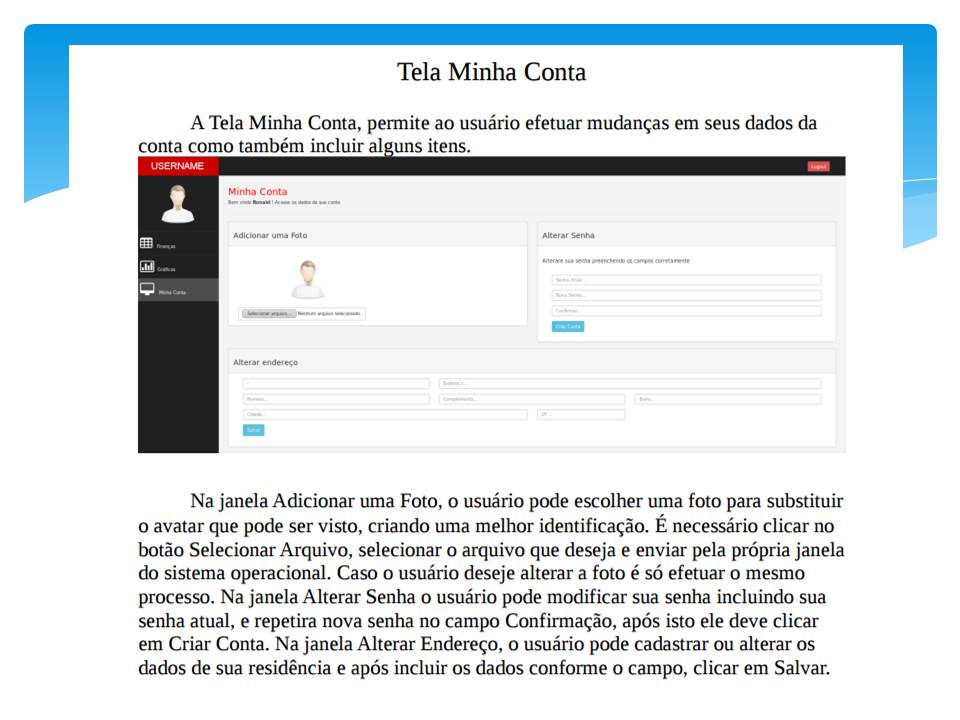 Tela Minha Conta
A Tela Minha Conta, permite ao usuário efetuar mudanças em seus dados da
conta como também incluir alguns itens.
USERNAME
Logout
Minha Conta
Bem vindo Ronald ! Acesse os dados da sua conta.
Finanças
Gráficos
Minha Conta
Adicionar uma Foto
Selecionar arquivo... Nenhum arquivo selecionado.
Alterar Senha
Alterare sua senha preenchendo os campos corretamente
Senha Atual...
Nova Senha...
Confirmar...
Criar Conta
Alterar endereço
Endereço...
Número...
Complemento...
Bairro...
Cidade...
UF...
Salvar
Na janela Adicionar uma Foto, o usuário pode escolher uma foto para substituir
o avatar que pode ser visto, criando uma melhor identificação. É necessário clicar no
botão Selecionar Arquivo, selecionar o arquivo que deseja e enviar pela própria janela
do sistema operacional. Caso o usuário deseje alterar a foto é só efetuar o mesmo
processo. Na janela Alterar Senha o usuário pode modificar sua senha incluindo sua
senha atual, e repetira nova senha no campo Confirmação, após isto ele deve clicar
em Criar Conta. Na janela Alterar Endereço, o usuário pode cadastrar ou alterar os
dados de sua residência e após incluir os dados conforme o campo, clicar em Salvar.